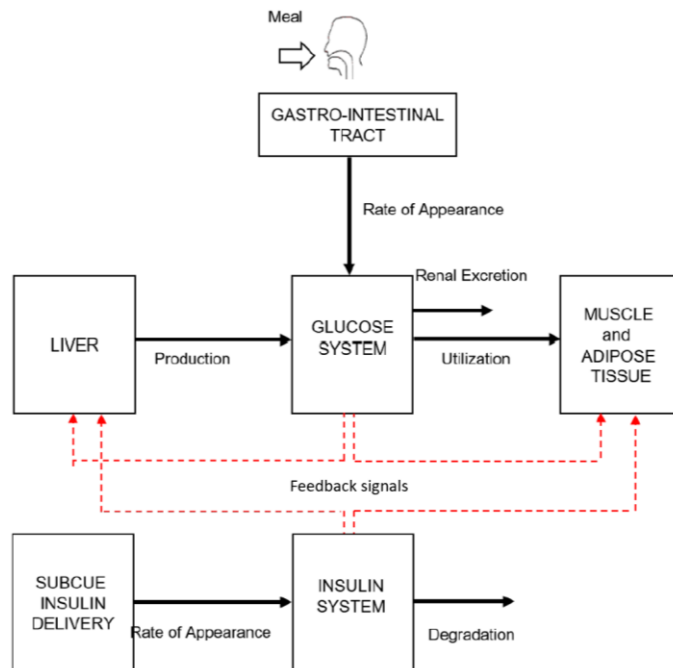 Meal
GASTRO-INTESTINAL
TRACT
Rate of Appearance
Renal Excretion
LIVER
Production
GLUCOSE
SYSTEM
Utilization
MUSCLE
and
ADIPOSE
TISSUE
Feedback signals
SUBCUE
INSULIN
DELIVERY
Rate of Appearance
INSULIN
SYSTEM
Degradation